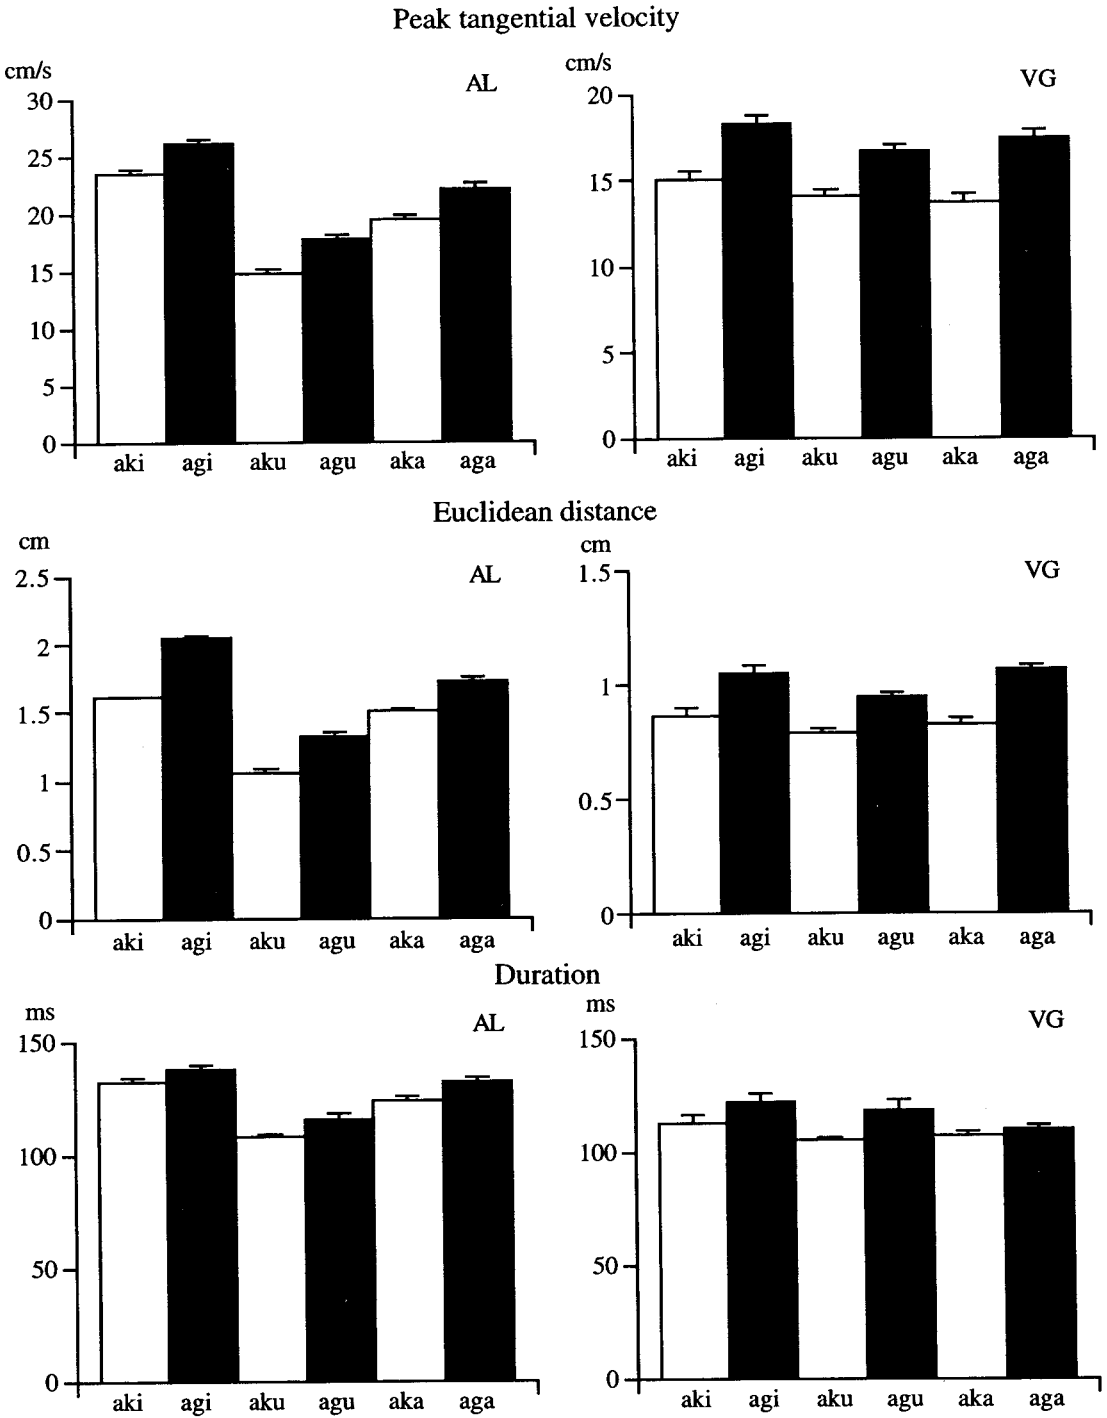 Peak tangential velocity
cm/s
AL
30
25
20
15
10
5
0
aki agi aku agu aka aga
cm/s
VG
20
15
10
5
0
aki agi aku agu aka aga
Euclidean distance
cm
AL
2.5
2
1.5
1
0.5
0
aki agi aku agu aka aga
cm
VG
1.5
1
0.5
0
aki agi aku agu aka aga
Duration
ms
AL
150
100
50
0
aki agi aku agu aka aga
ms
VG
150
100
50
0
aki agi aku agu aka aga